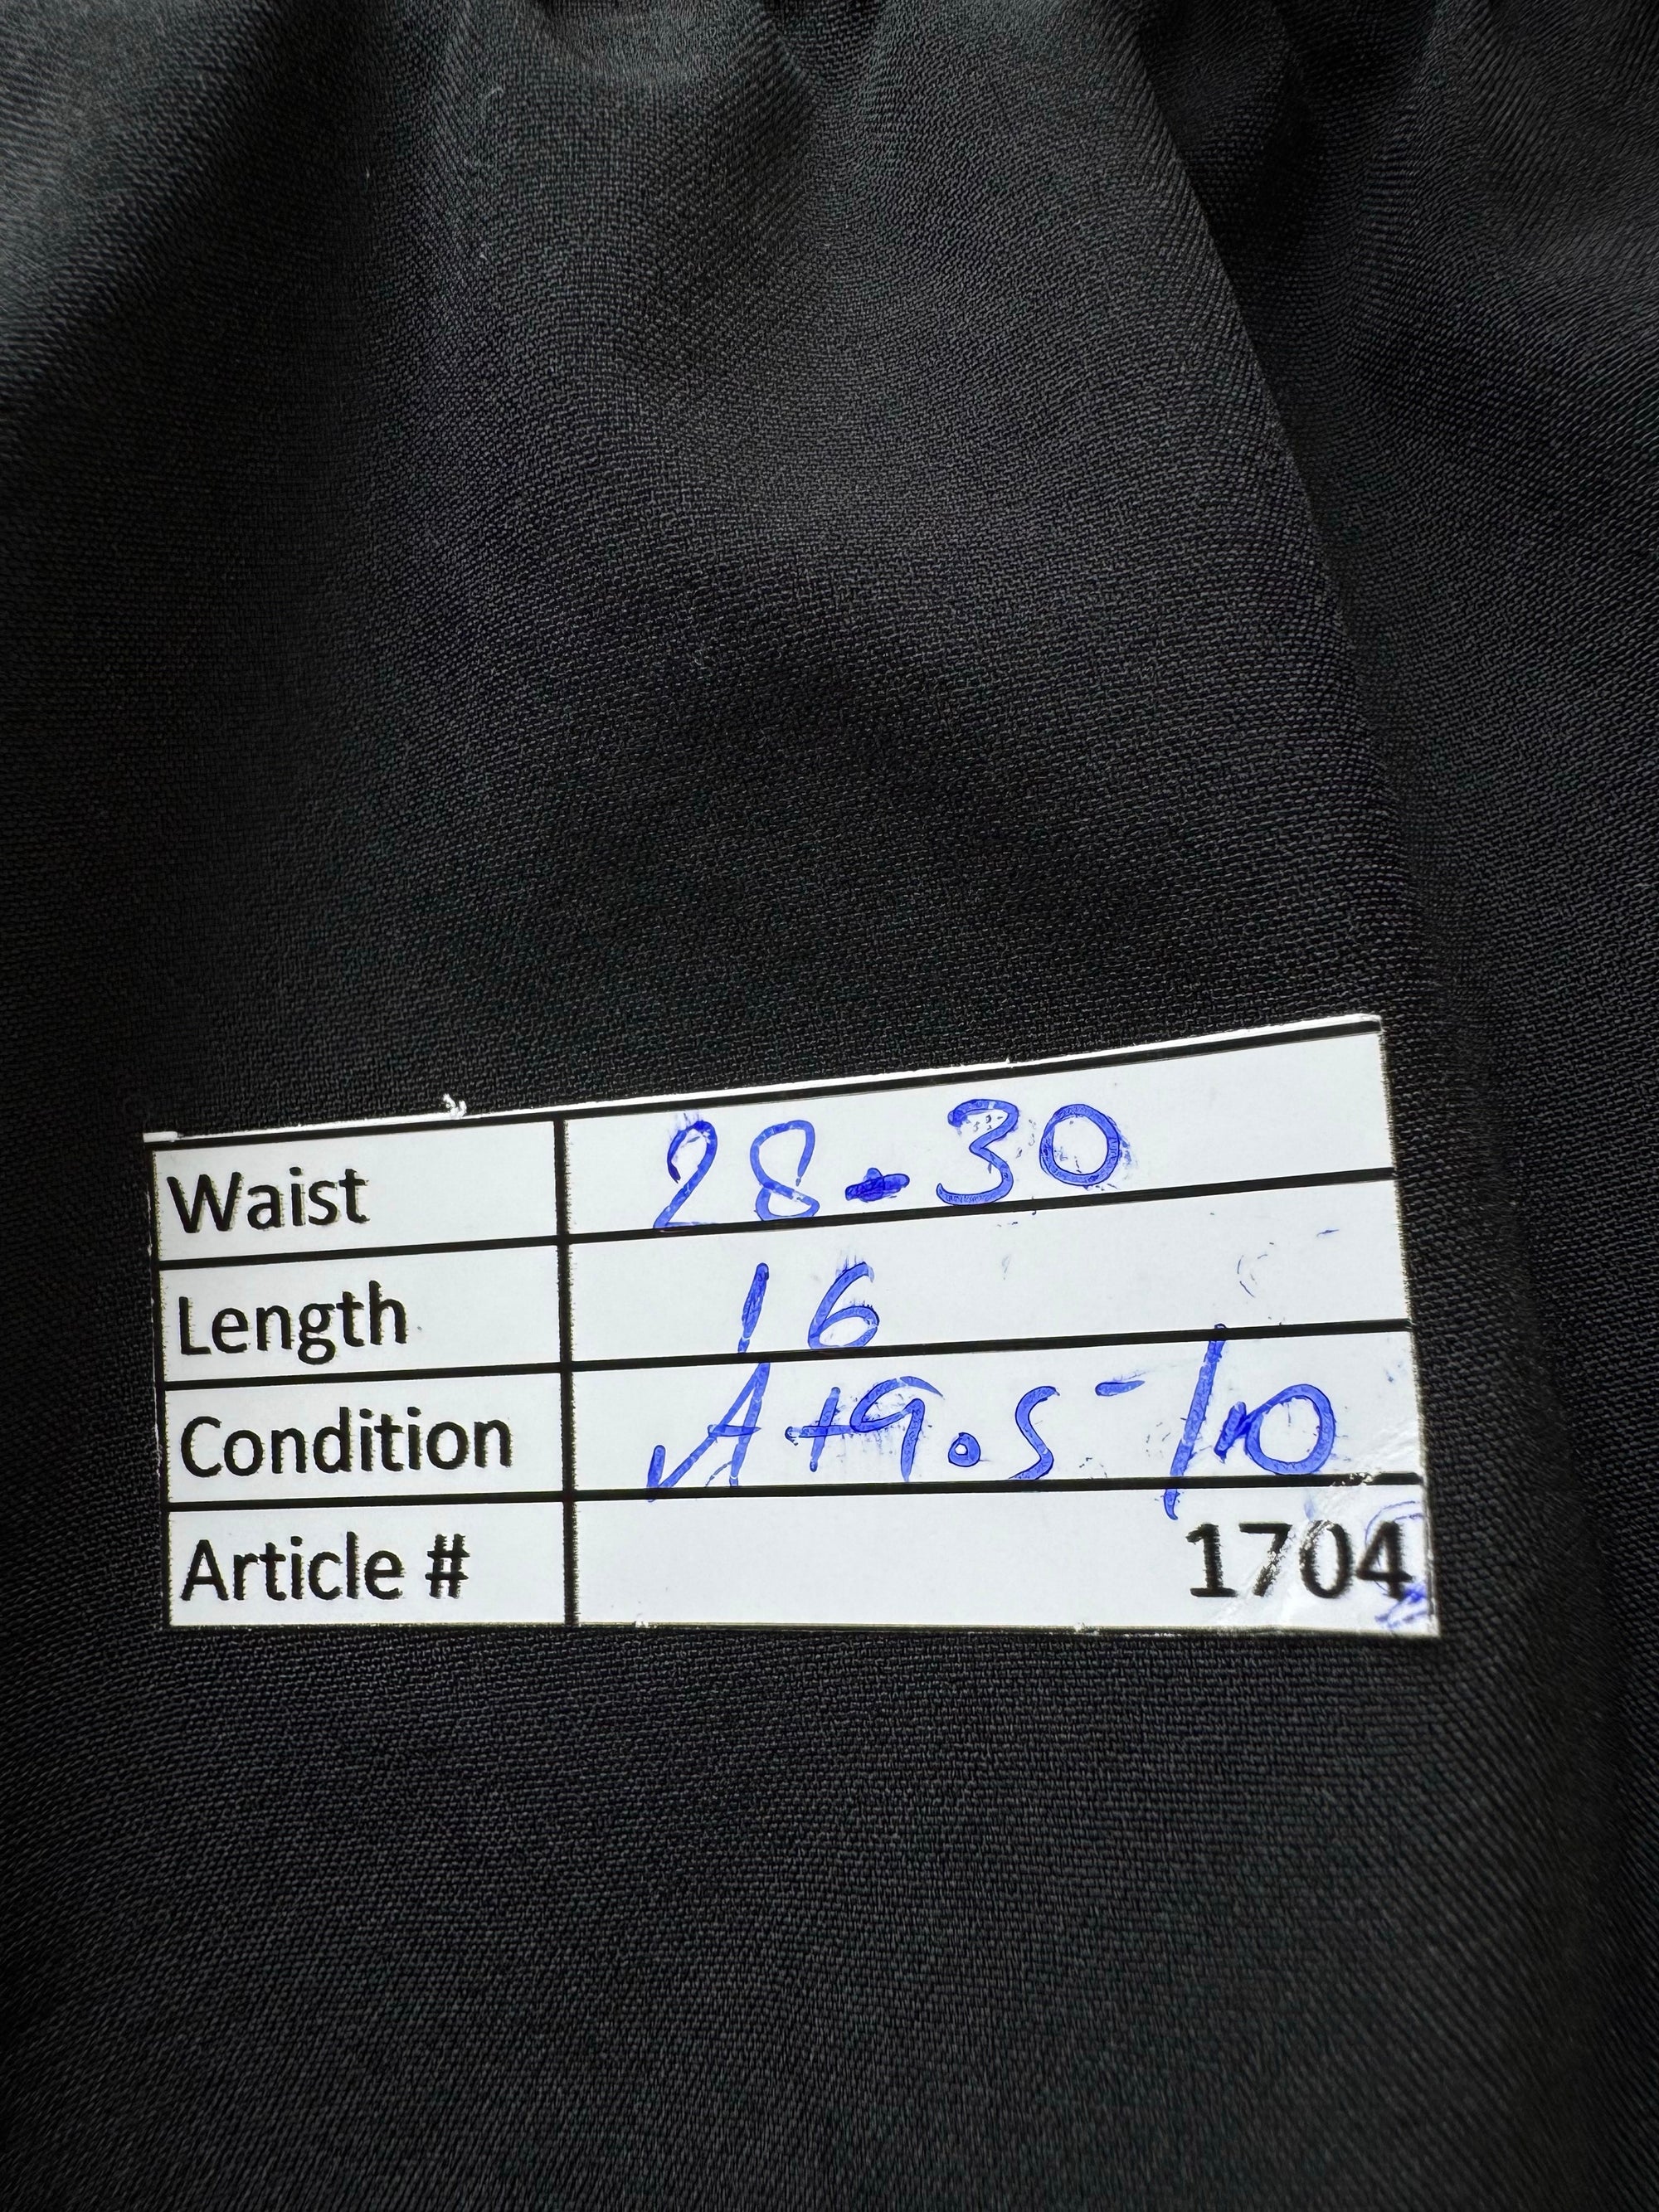 Waist 28-30
Length 16
Condition A+9.5-/10
Article # 1704